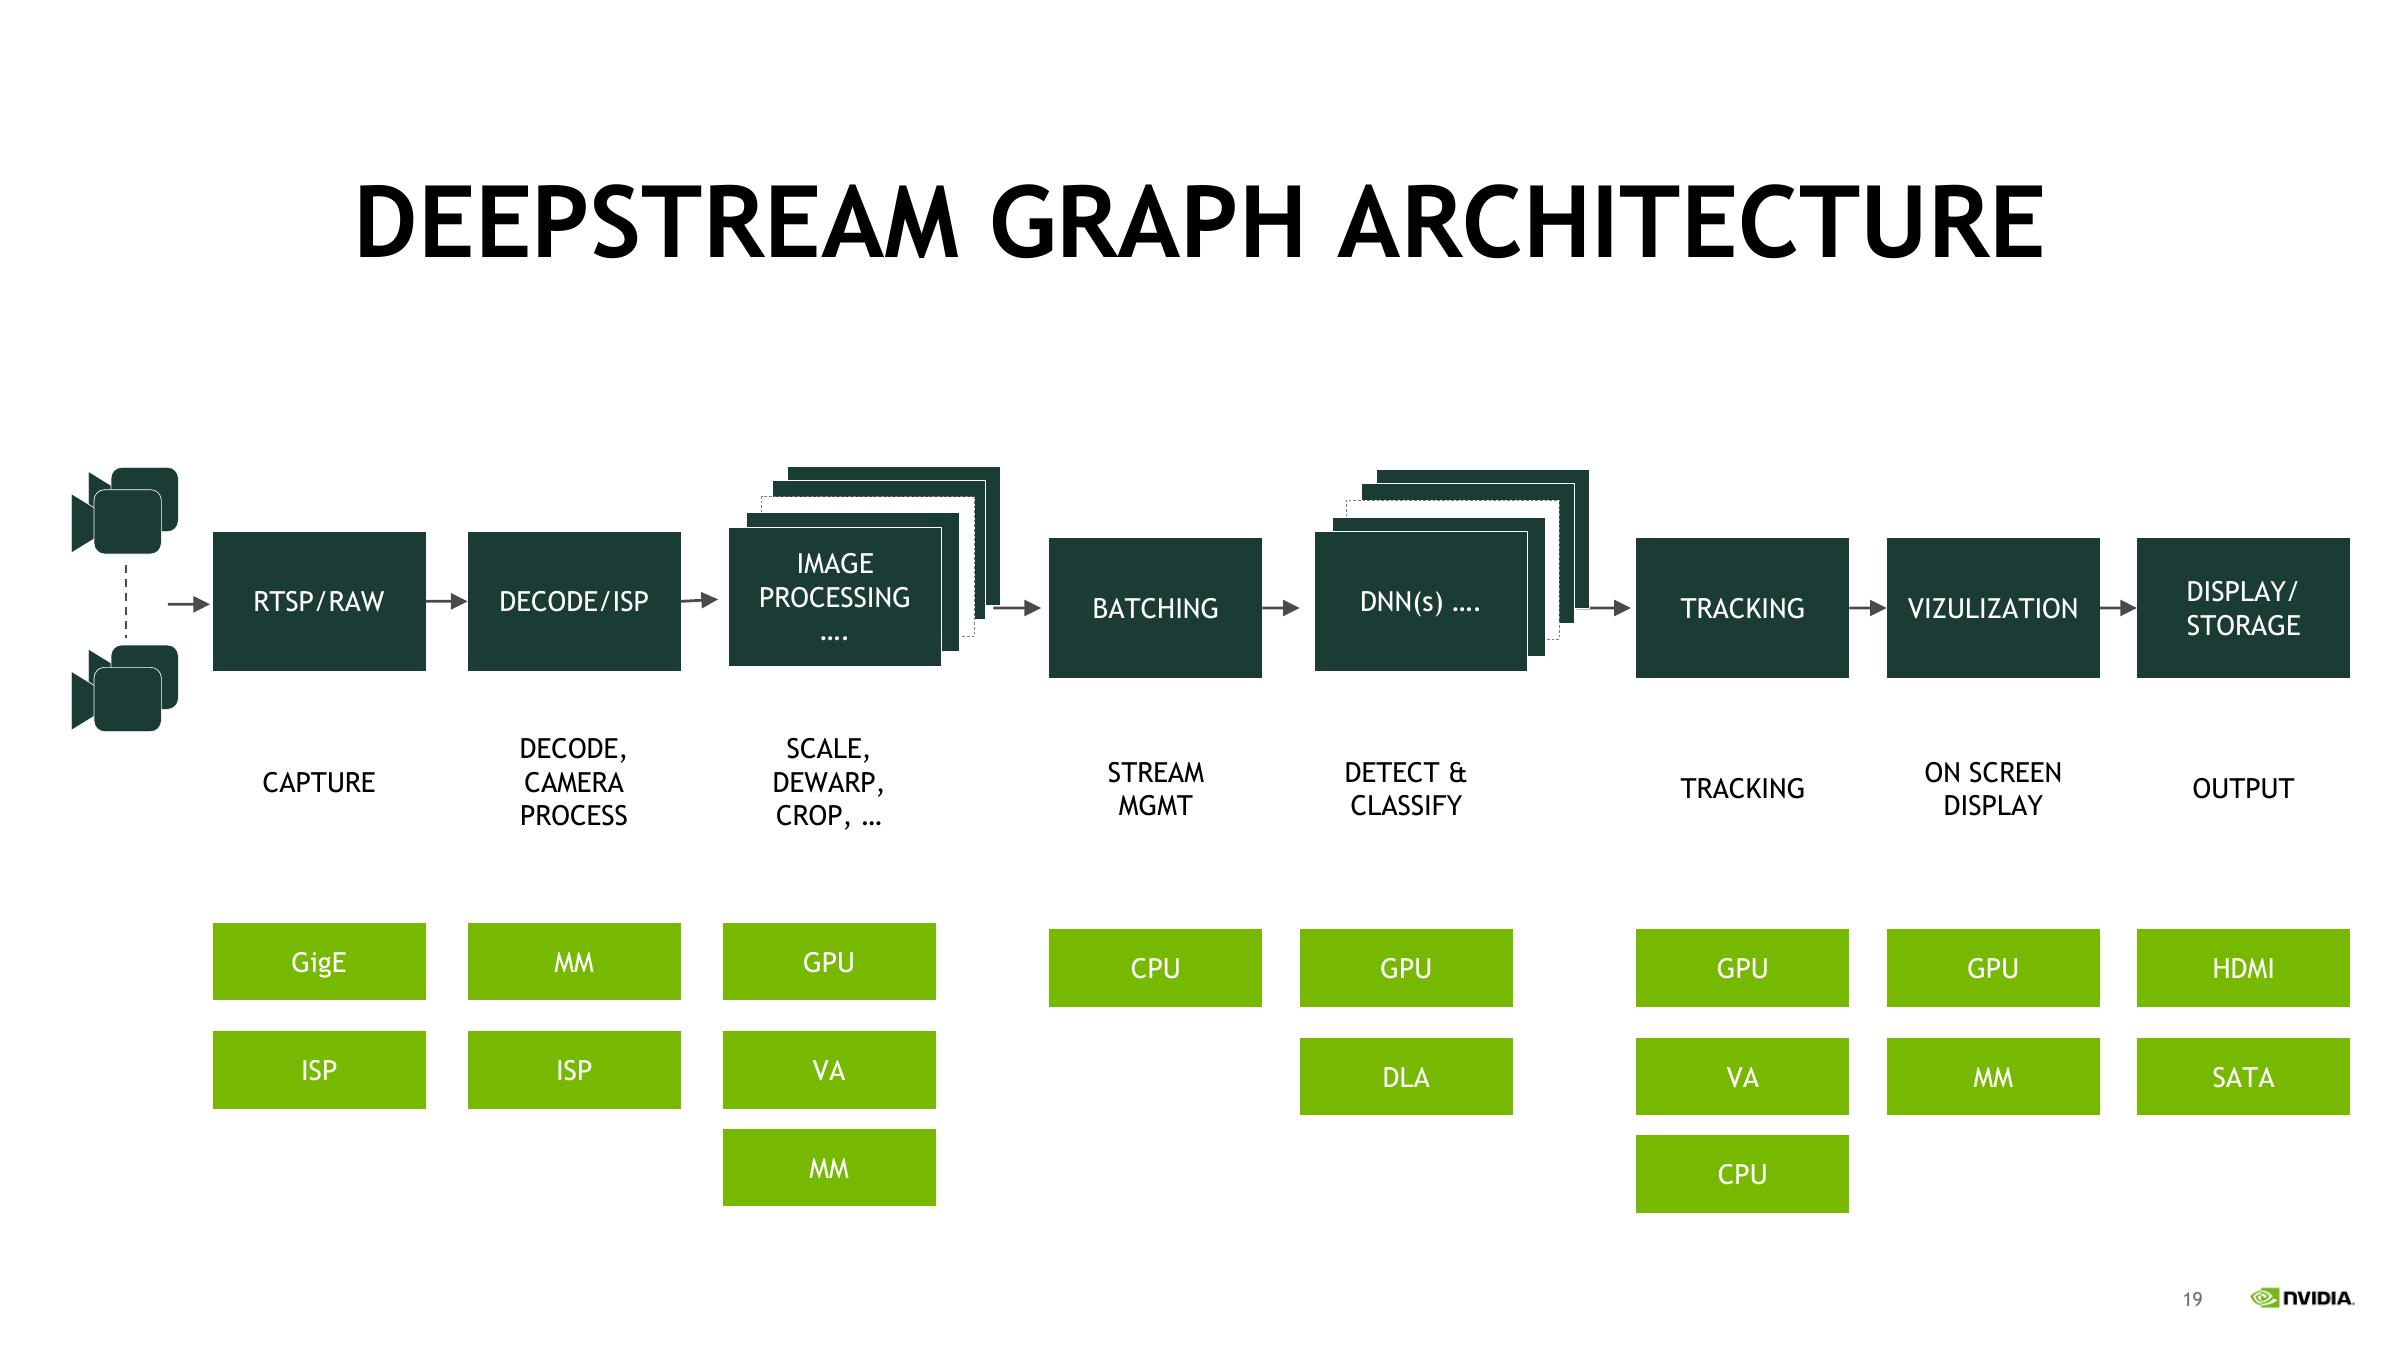 DEEPSTREAM GRAPH ARCHITECTURE
RTSP/RAW
DECODE/ISP
IMAGE
PROCESSING
....
BATCHING
DNN(s) ....
TRACKING
VIZULIZATION
DISPLAY/
STORAGE
CAPTURE
DECODE,
CAMERA
PROCESS
SCALE,
DEWARP,
CROP, ...
STREAM
MGMT
DETECT &
CLASSIFY
TRACKING
ON SCREEN
DISPLAY
OUTPUT
GigE
MM
GPU
CPU
GPU
GPU
GPU
HDMI
ISP
ISP
VA
DLA
VA
MM
SATA
MM
CPU
19
NVIDIA.